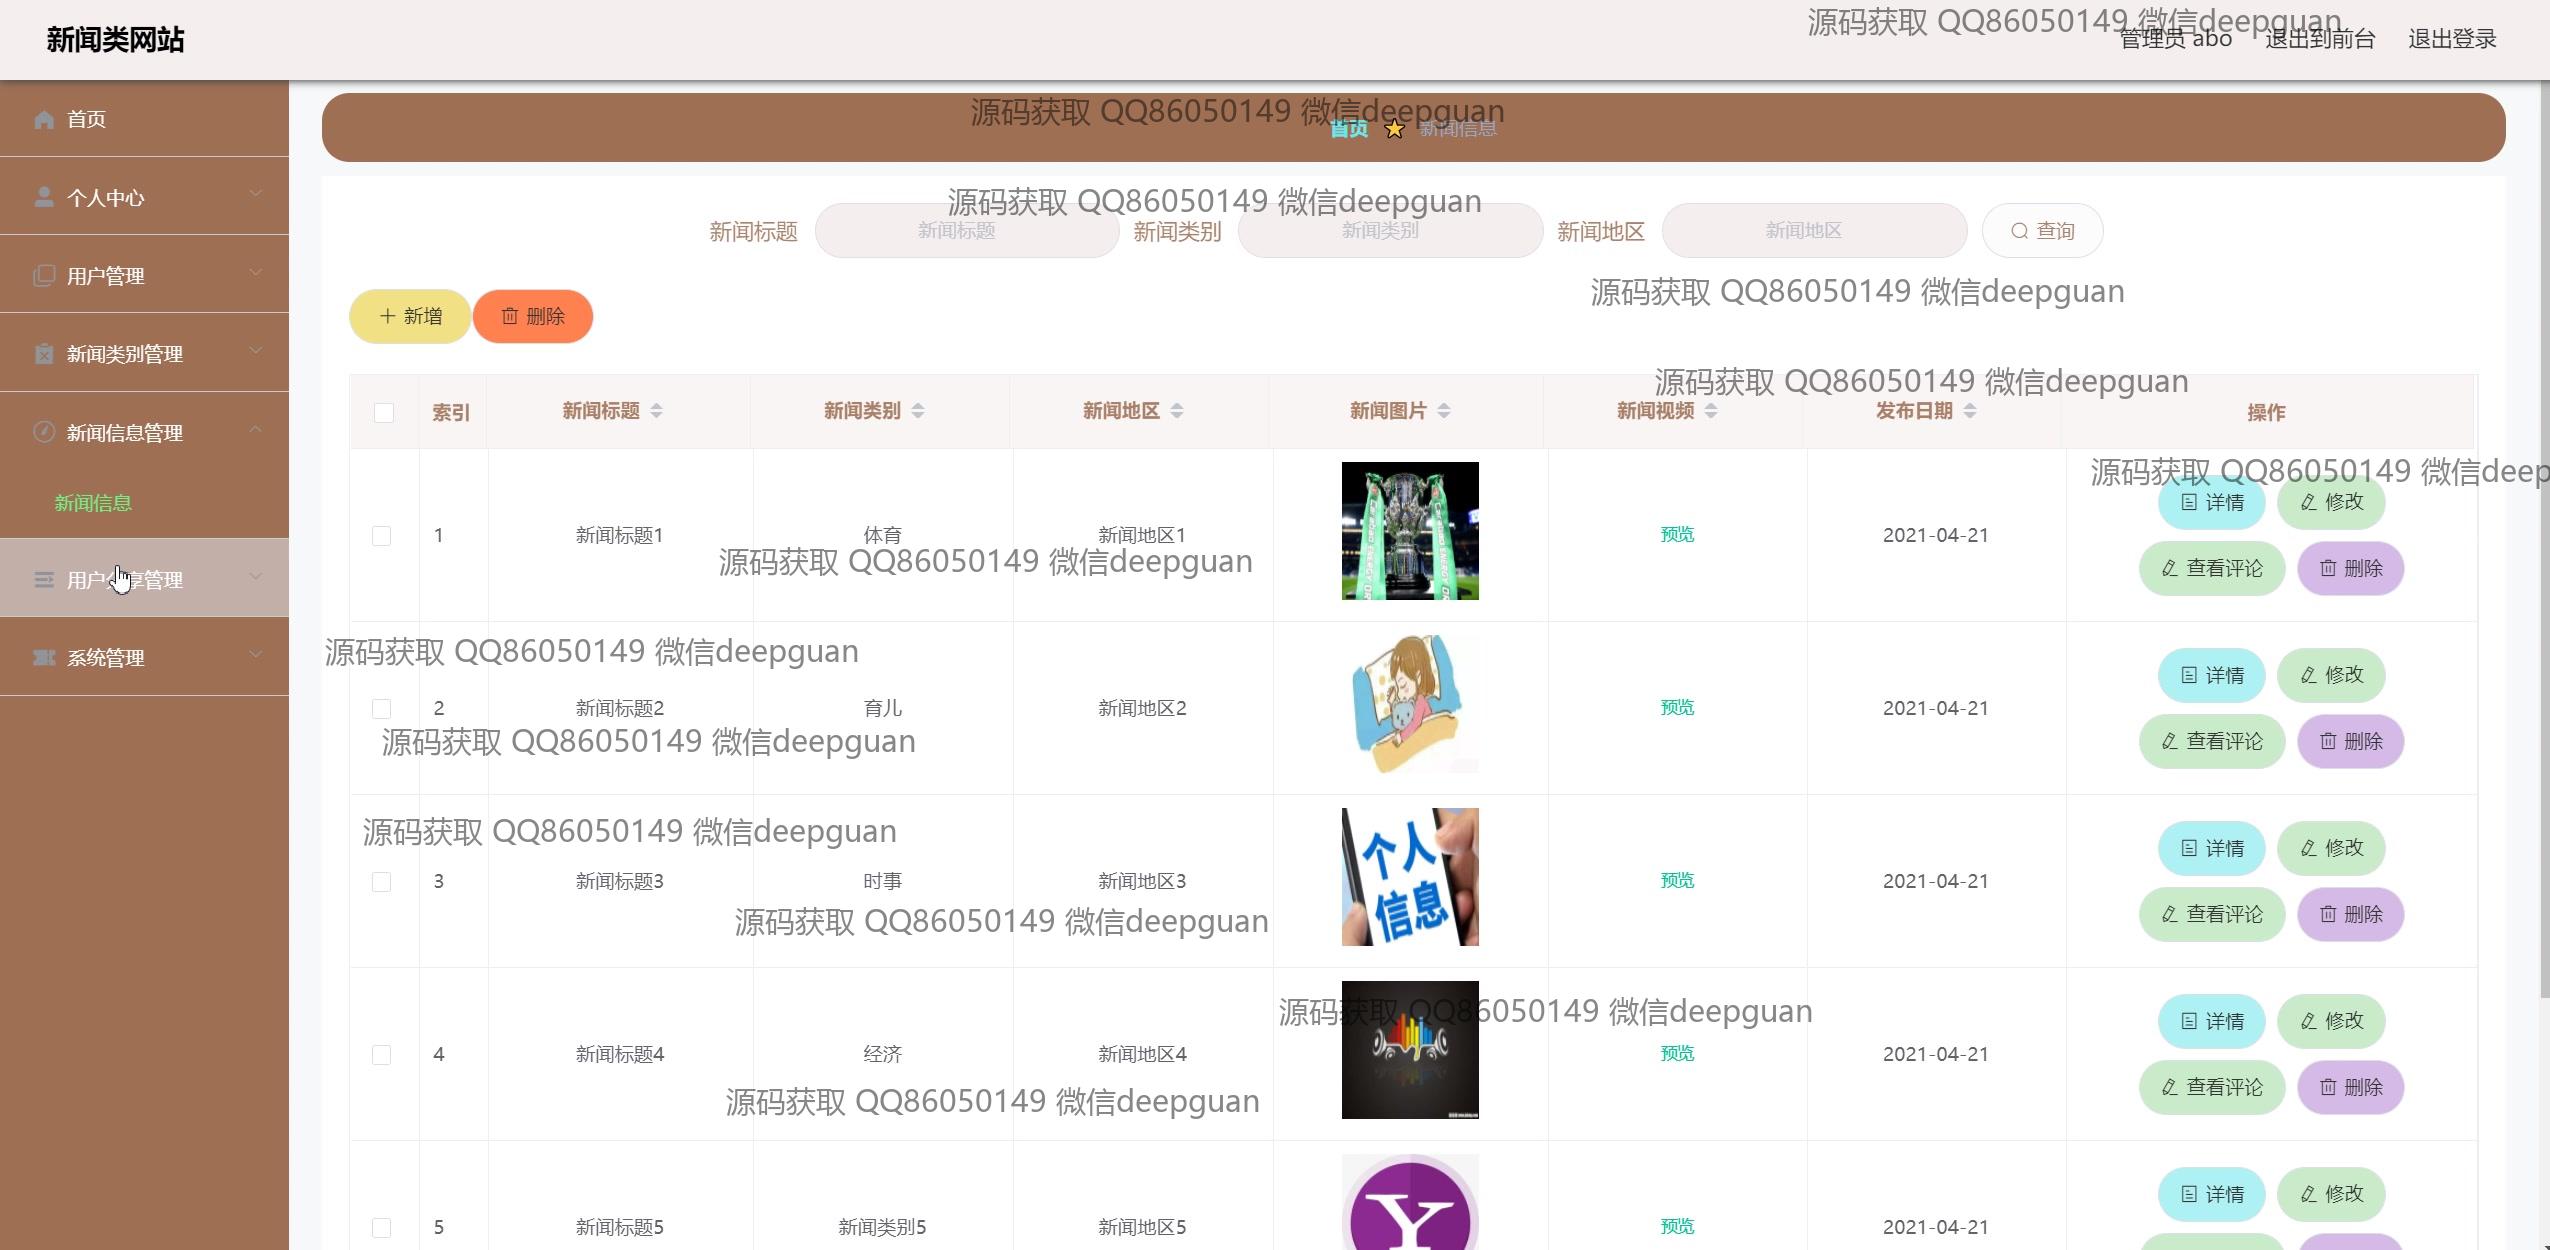 新闻类网站
源码获取 QQ86050149 微信deepguan
管理员 abo 退出到前台 退出登录
首页
个人中心
用户管理
新闻类别管理
新闻信息管理
新闻信息
用户分享管理
系统管理
源码获取 QQ86050149 微信deepguan
首页 新闻信息
源码获取 QQ86050149 微信deepguan
新闻标题 新闻标题 新闻类别 新闻类别 新闻地区 新闻地区 查询
源码获取 QQ86050149 微信deepguan
新增 删除
源码获取 QQ86050149 微信deepguan
索引 新闻标题 新闻类别 新闻地区 新闻图片 新闻视频 发布日期 操作
源码获取 QQ86050149 微信deep
详情 修改
1 新闻标题1 体育 新闻地区1 预览 2021-04-21
源码获取 QQ86050149 微信deepguan
查看评论 删除
源码获取 QQ86050149 微信deepguan
详情 修改
2 新闻标题2 育儿 新闻地区2 预览 2021-04-21
源码获取 QQ86050149 微信deepguan
查看评论 删除
源码获取 QQ86050149 微信deepguan
个人
信息
详情 修改
3 新闻标题3 时事 新闻地区3 预览 2021-04-21
源码获取 QQ86050149 微信deepguan
查看评论 删除
源码获取 QQ86050149 微信deepguan
详情 修改
4 新闻标题4 经济 新闻地区4 预览 2021-04-21
源码获取 QQ86050149 微信deepguan
查看评论 删除
Y
详情 修改
5 新闻标题5 新闻类别5 新闻地区5 预览 2021-04-21